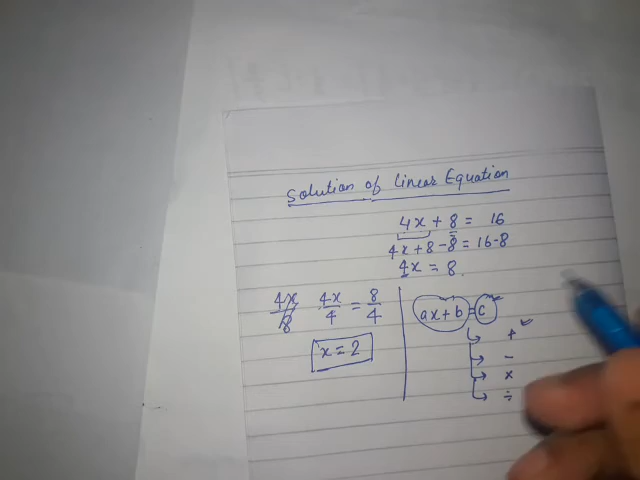 Solution of Linear Equation
4x + 8 = 16
4x + 8 - 8 = 16 - 8
4x = 8.
4x/8 4x/4 = 8/4
x = 2
ax + b = c
+
-
×
÷